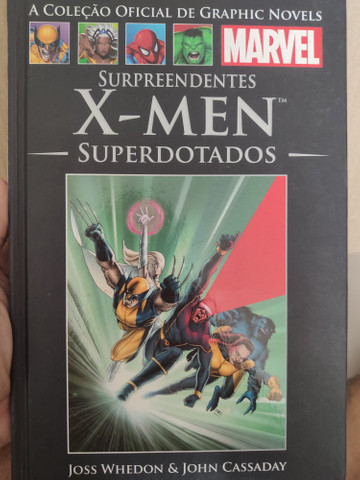 A COLEÇÃO OFICIAL DE GRAPHIC NOVELS
MARVEL
SURPREENDENTES
X-MEN™
SUPERDOTADOS
JOSS WHEDON & JOHN CASSADAY